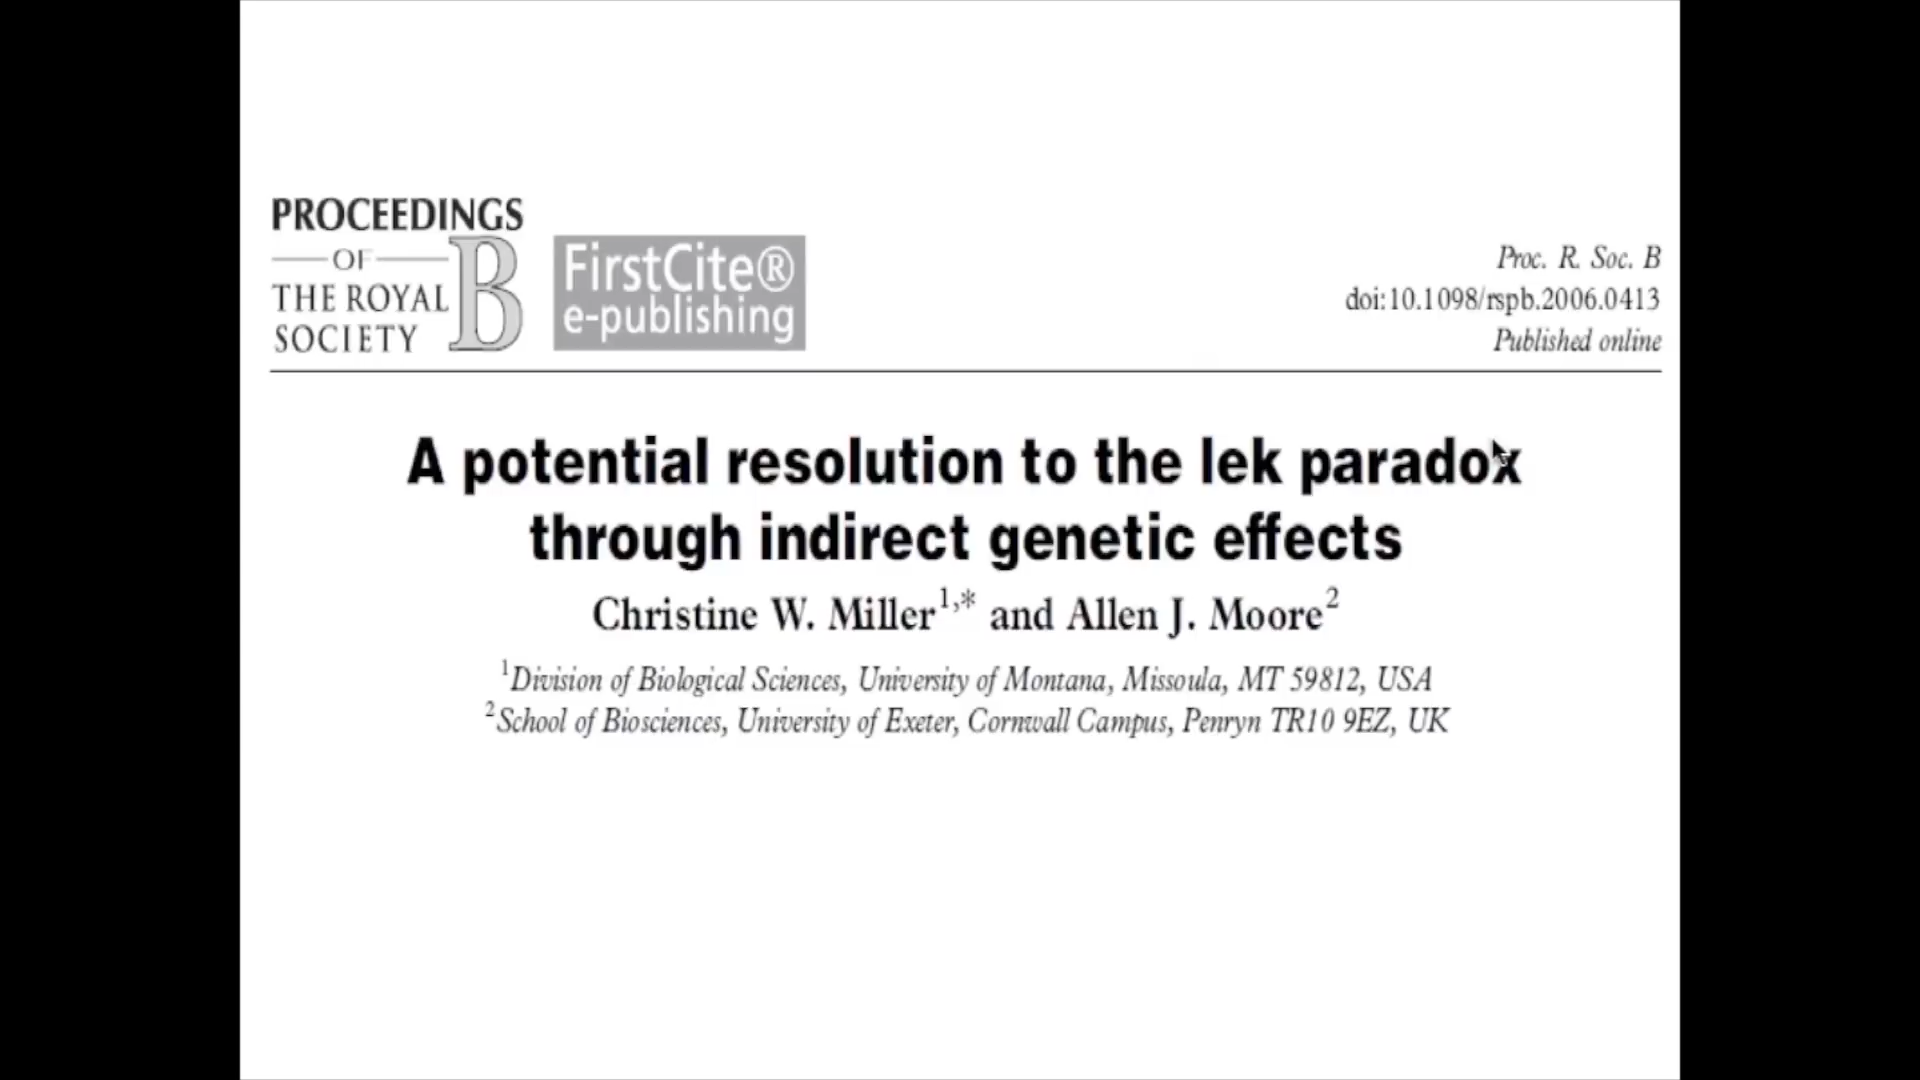 PROCEEDINGS
OF
THE ROYAL
SOCIETY
B
FirstCite®
e-publishing
Proc. R. Soc. B
doi:10.1098/rspb.2006.0413
Published online
A potential resolution to the lek paradox
through indirect genetic effects
Christine W. Miller1,* and Allen J. Moore2
1Division of Biological Sciences, University of Montana, Missoula, MT 59812, USA
2School of Biosciences, University of Exeter, Cornwall Campus, Penryn TR10 9EZ, UK